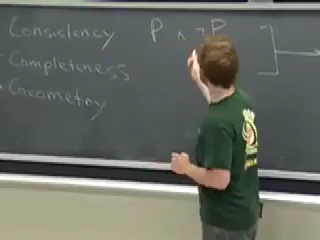 Consistency P ∧ ¬P
- Completeness
- Geometry